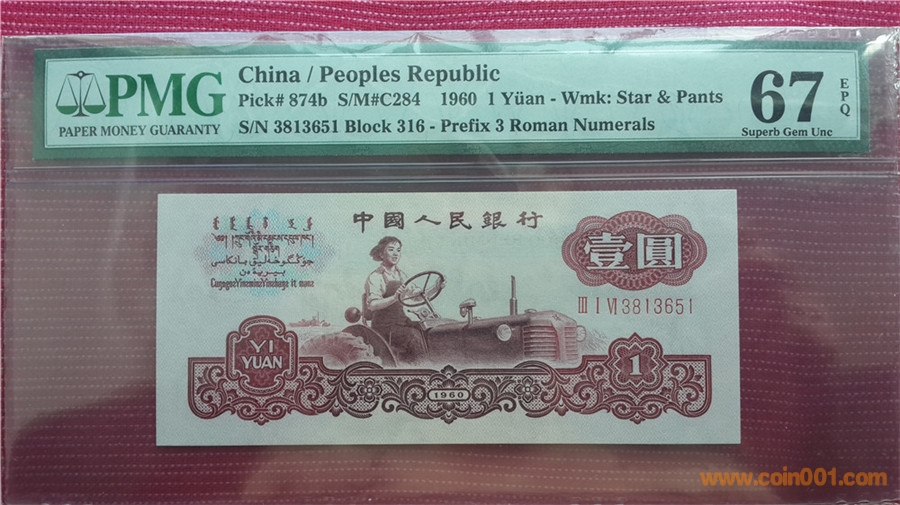 PMG
PAPER MONEY GUARANTY
China / Peoples Republic
Pick# 874b S/M#C284 1960 1 Yüan - Wmk: Star & Pants
S/N 3813651 Block 316 - Prefix 3 Roman Numerals
67
EPQ
Superb Gem Unc
中國人民銀行
壹圓
III I VI 3813651
YI
YUAN
1960
1
www.coin001.com